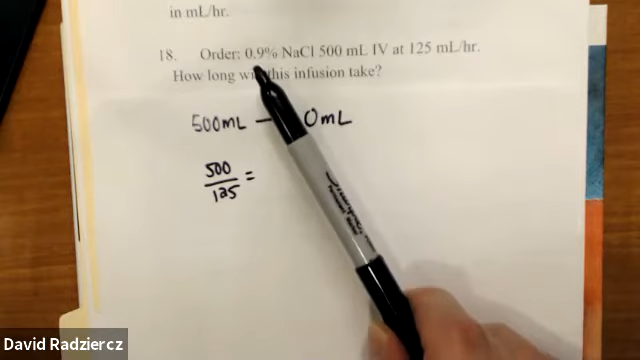 in mL/hr.
18. Order: 0.9% NaCl 500 mL IV at 125 mL/hr.
How long this infusion take?
500mL — 0mL
500
125 =
David Radziercz